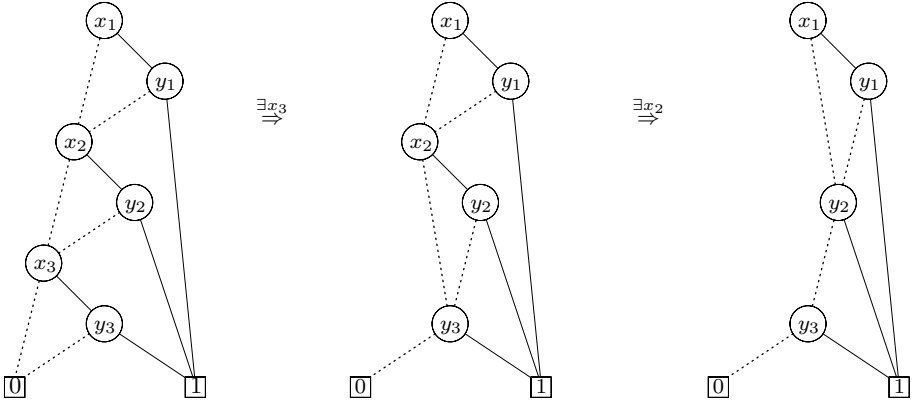 x₁ x₁ x₁
y₁ y₁ y₁
∃x₃ ⇒ ∃x₂ ⇒
x₂ x₂
y₂ y₂ y₂
x₃
y₃ y₃ y₃
0 1 0 1 0 1